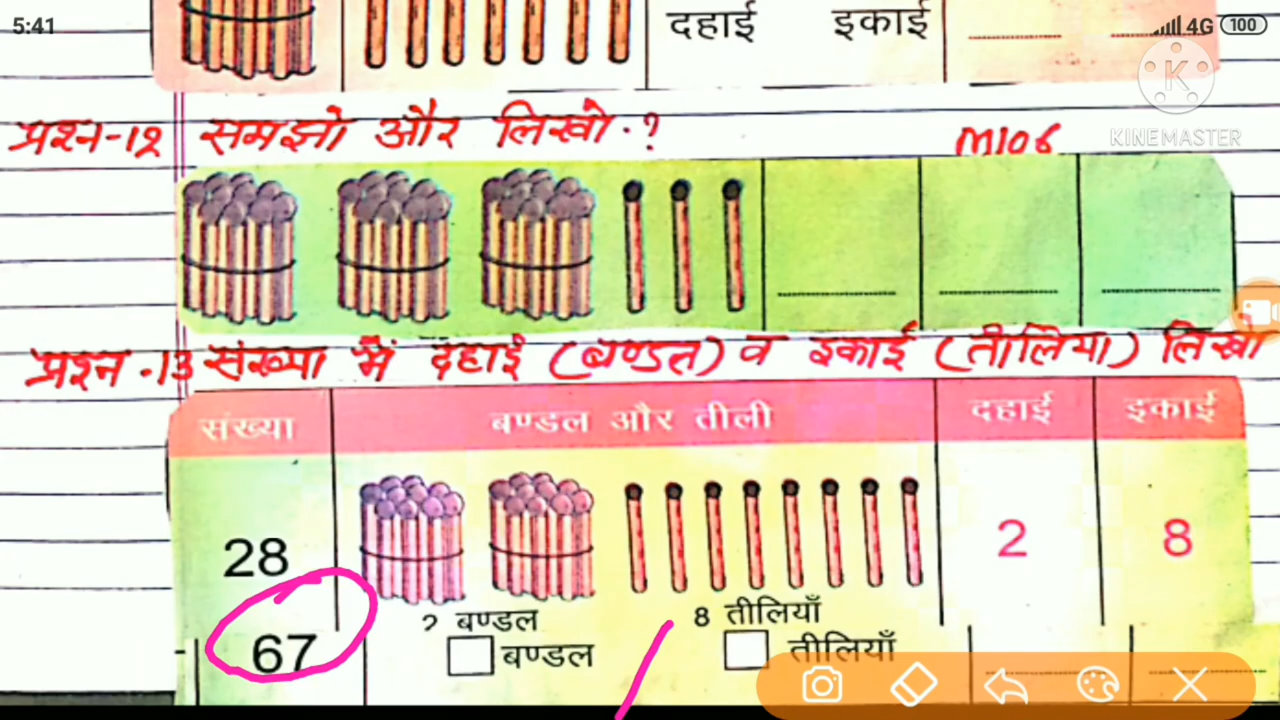 5:41
4G 100
दहाई इकाई
K
KINEMASTER
प्रश्न-12 समझो और लिखो.?
M106
प्रश्न.13 संख्या में दहाई (बण्डल) व इकाई (तीलिया) लिखो
संख्या बण्डल और तीली दहाई इकाई
28 2 8
2 बण्डल 8 तीलियाँ
67 बण्डल तीलियाँ